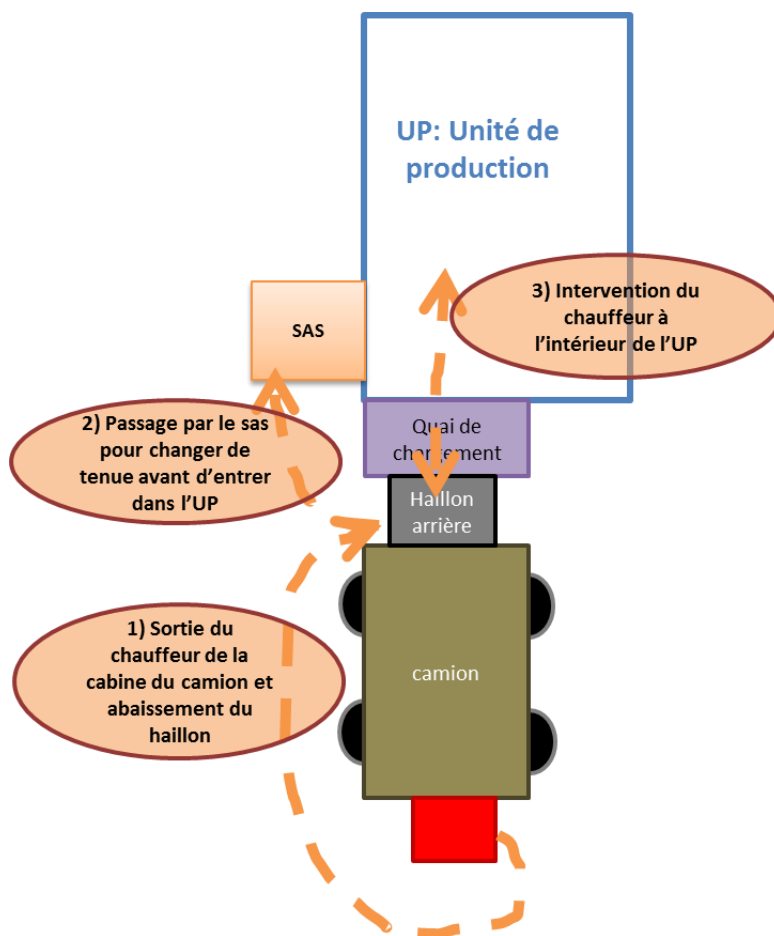 UP: Unité de
production
3) Intervention du
chauffeur à
l'intérieur de l'UP
SAS
2) Passage par le sas
pour changer de
tenue avant d'entrer
dans l'UP
Quai de
chargement
Haillon
arrière
1) Sortie du
chauffeur de la
cabine du camion et
abaissement du
haillon
camion